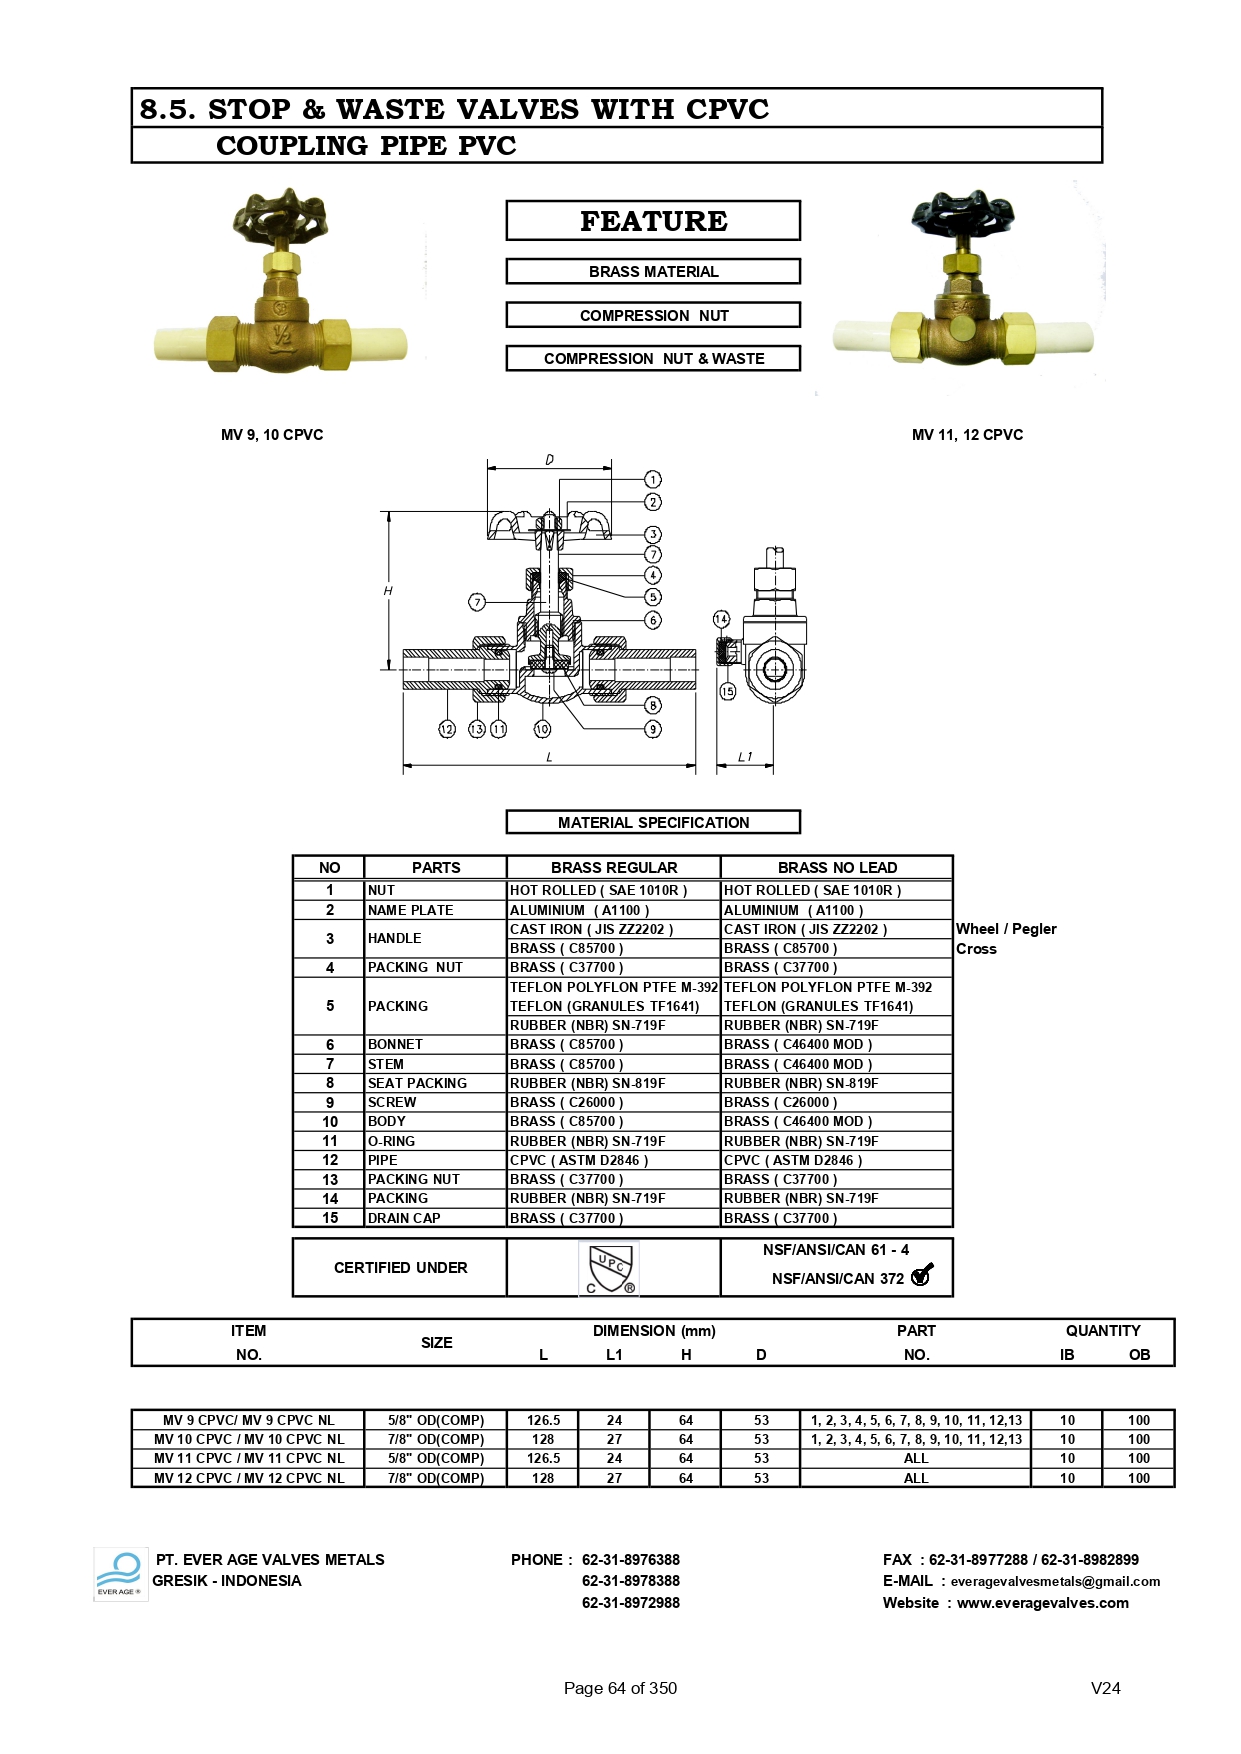 8.5. STOP & WASTE VALVES WITH CPVC
COUPLING PIPE PVC
FEATURE
BRASS MATERIAL
COMPRESSION NUT
COMPRESSION NUT & WASTE
1/2
E.A
MV 9, 10 CPVC
MV 11, 12 CPVC
D
1
2
3
7
4
H
5
7
6
14
15
8
12 13 11 10 9
L
L1
MATERIAL SPECIFICATION
NO PARTS BRASS REGULAR BRASS NO LEAD
1 NUT HOT ROLLED ( SAE 1010R ) HOT ROLLED ( SAE 1010R )
2 NAME PLATE ALUMINIUM ( A1100 ) ALUMINIUM ( A1100 )
3 HANDLE CAST IRON ( JIS ZZ2202 ) CAST IRON ( JIS ZZ2202 ) Wheel / Pegler
BRASS ( C85700 ) BRASS ( C85700 ) Cross
4 PACKING NUT BRASS ( C37700 ) BRASS ( C37700 )
5 PACKING TEFLON POLYFLON PTFE M-392 TEFLON POLYFLON PTFE M-392
TEFLON (GRANULES TF1641) TEFLON (GRANULES TF1641)
RUBBER (NBR) SN-719F RUBBER (NBR) SN-719F
6 BONNET BRASS ( C85700 ) BRASS ( C46400 MOD )
7 STEM BRASS ( C85700 ) BRASS ( C46400 MOD )
8 SEAT PACKING RUBBER (NBR) SN-819F RUBBER (NBR) SN-819F
9 SCREW BRASS ( C26000 ) BRASS ( C26000 )
10 BODY BRASS ( C85700 ) BRASS ( C46400 MOD )
11 O-RING RUBBER (NBR) SN-719F RUBBER (NBR) SN-719F
12 PIPE CPVC ( ASTM D2846 ) CPVC ( ASTM D2846 )
13 PACKING NUT BRASS ( C37700 ) BRASS ( C37700 )
14 PACKING RUBBER (NBR) SN-719F RUBBER (NBR) SN-719F
15 DRAIN CAP BRASS ( C37700 ) BRASS ( C37700 )
CERTIFIED UNDER
UPC
C ®
NSF/ANSI/CAN 61 - 4
NSF/ANSI/CAN 372
ITEM SIZE DIMENSION (mm) PART QUANTITY
NO. L L1 H D NO. IB OB
MV 9 CPVC/ MV 9 CPVC NL 5/8" OD(COMP) 126.5 24 64 53 1, 2, 3, 4, 5, 6, 7, 8, 9, 10, 11, 12,13 10 100
MV 10 CPVC / MV 10 CPVC NL 7/8" OD(COMP) 128 27 64 53 1, 2, 3, 4, 5, 6, 7, 8, 9, 10, 11, 12,13 10 100
MV 11 CPVC / MV 11 CPVC NL 5/8" OD(COMP) 126.5 24 64 53 ALL 10 100
MV 12 CPVC / MV 12 CPVC NL 7/8" OD(COMP) 128 27 64 53 ALL 10 100
EVER AGE ®
PT. EVER AGE VALVES METALS PHONE : 62-31-8976388 FAX : 62-31-8977288 / 62-31-8982899
GRESIK - INDONESIA 62-31-8978388 E-MAIL : everagevalvesmetals@gmail.com
62-31-8972988 Website : www.everagevalves.com
Page 64 of 350 V24